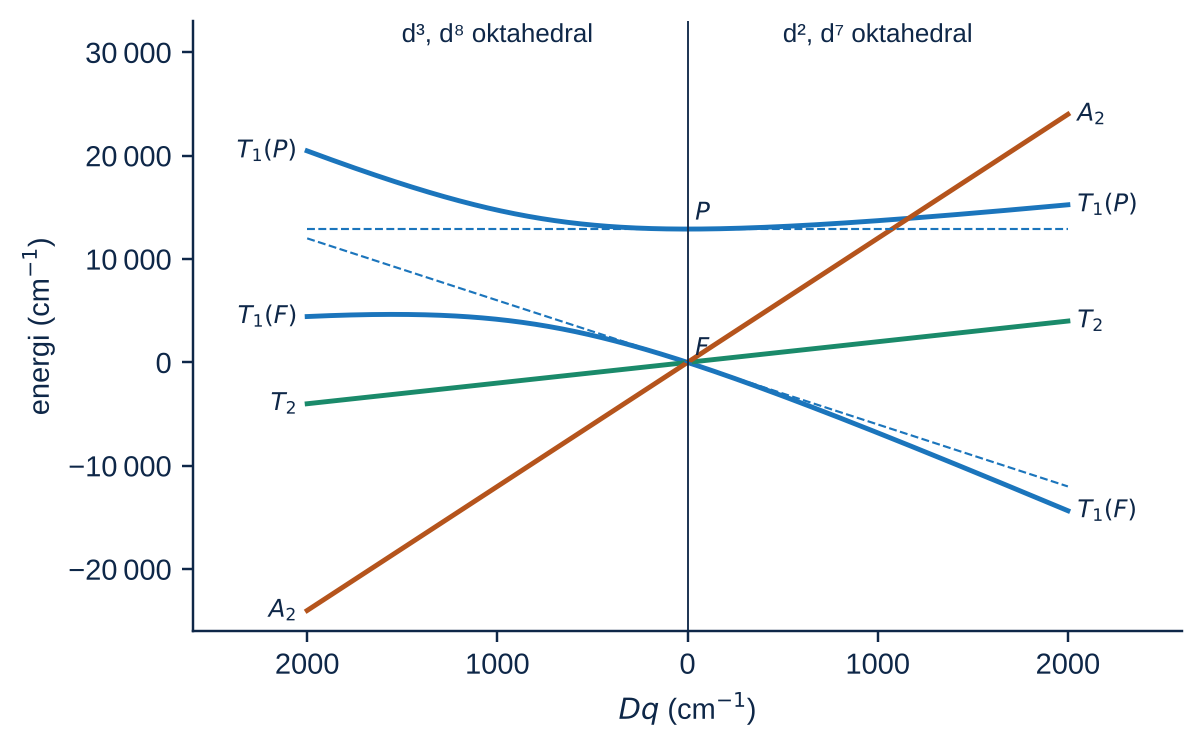 d³, d⁸ oktahedral
d², d⁷ oktahedral
30 000
20 000
10 000
0
−10 000
−20 000
energi (cm⁻¹)
T₁(P)
T₁(F)
T₂
A₂
P
F
A₂
T₁(P)
T₂
T₁(F)
2000
1000
0
1000
2000
Dq (cm⁻¹)